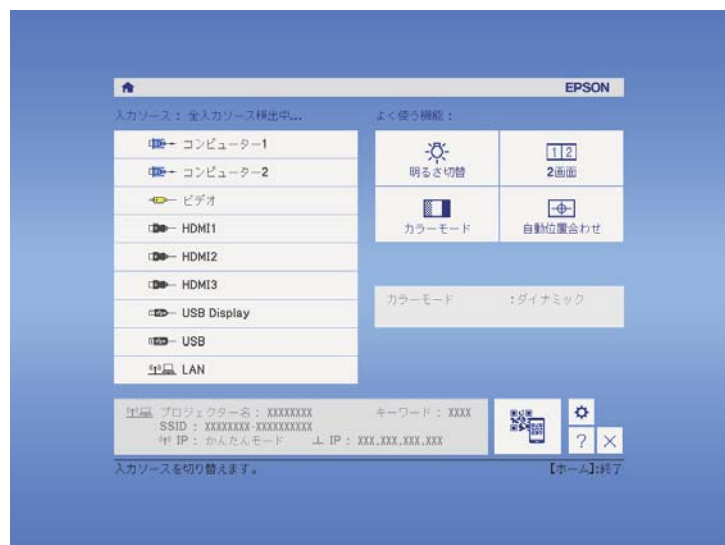 EPSON
入力ソース： 全入力ソース検出中...
よく使う機能：
コンピューター1
コンピューター2
ビデオ
HDMI1
HDMI2
HDMI3
USB Display
USB
LAN
明るさ切替
1 2
2画面
カラーモード
自動位置合わせ
カラーモード ：ダイナミック
プロジェクター名： XXXXXXXX キーワード： XXXX
SSID : XXXXXXXX-XXXXXXXXXX
IP : かんたんモード IP : XXX.XXX.XXX.XXX
?
入力ソースを切り替えます。 【ホーム】:終了